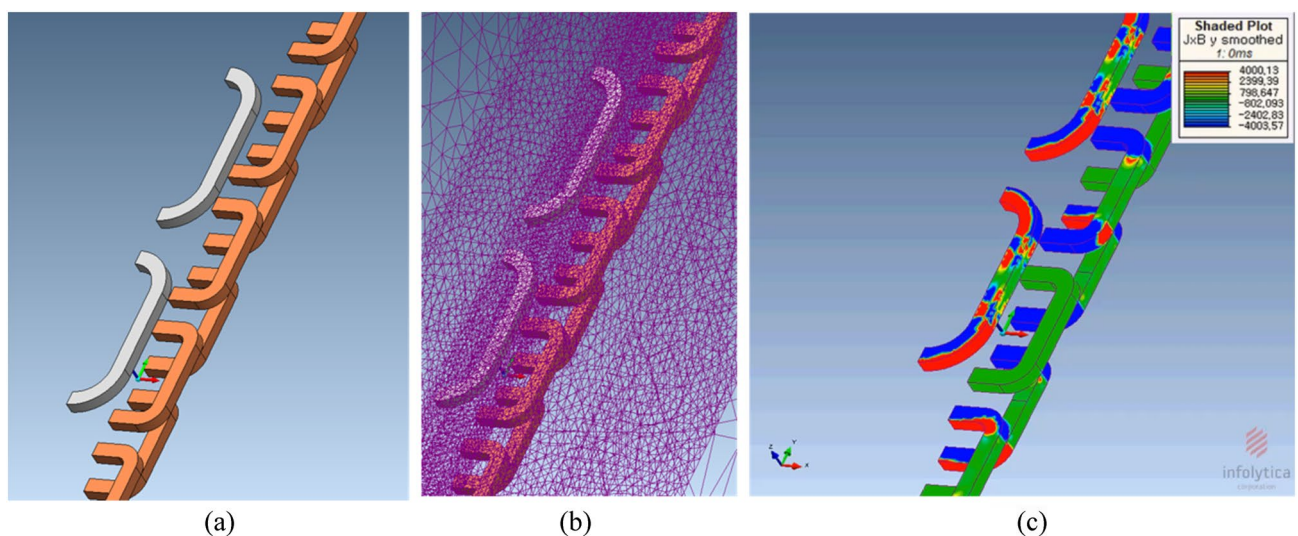 Shaded Plot
JxB y smoothed
1: 0ms
4000,13
2399,39
798,647
-802,093
-2402,83
-4003,57
Z
Y
X
infolytica
corporation
(a)
(b)
(c)